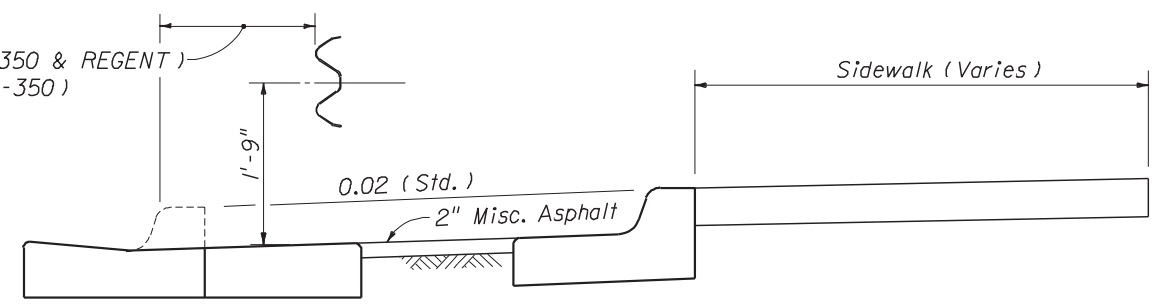 350 & REGENT)
-350)
Sidewalk (Varies)
1'-9"
0.02 (Std.)
2" Misc. Asphalt